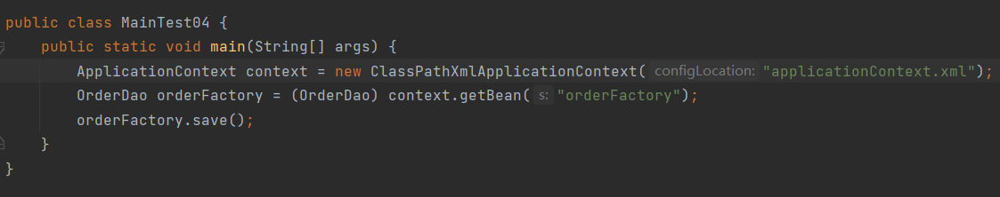 public class MainTest04 {
    public static void main(String[] args) {
        ApplicationContext context = new ClassPathXmlApplicationContext( configLocation: "applicationContext.xml");
        OrderDao orderFactory = (OrderDao) context.getBean( s: "orderFactory");
        orderFactory.save();
    }
}